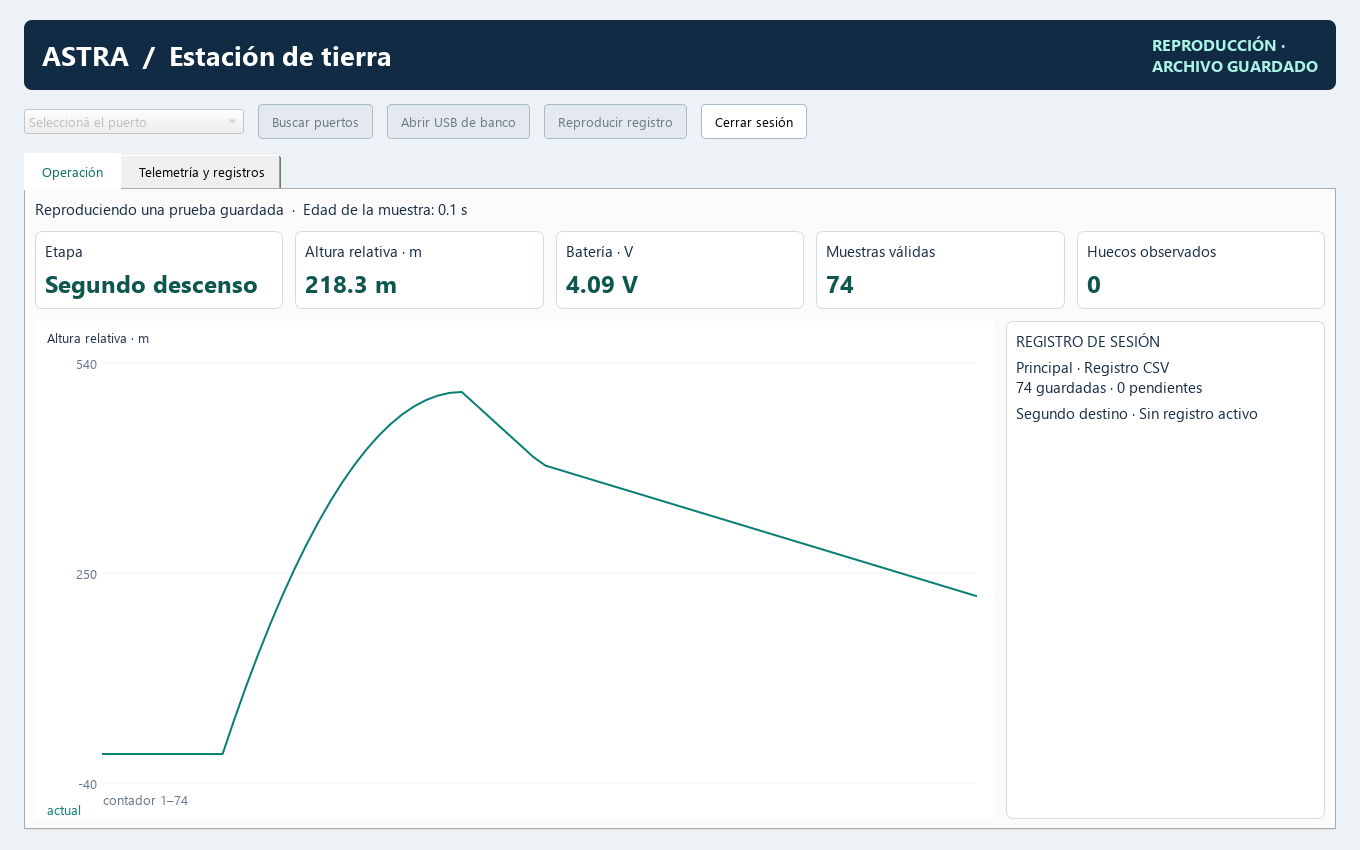 ASTRA / Estación de tierra
REPRODUCCIÓN ·
ARCHIVO GUARDADO
Seleccioná el puerto
Buscar puertos
Abrir USB de banco
Reproducir registro
Cerrar sesión
Operación
Telemetría y registros
Reproduciendo una prueba guardada · Edad de la muestra: 0.1 s
Etapa
Segundo descenso
Altura relativa · m
218.3 m
Batería · V
4.09 V
Muestras válidas
74
Huecos observados
0
Altura relativa · m
540
250
-40
contador 1–74
actual
REGISTRO DE SESIÓN
Principal · Registro CSV
74 guardadas · 0 pendientes
Segundo destino · Sin registro activo